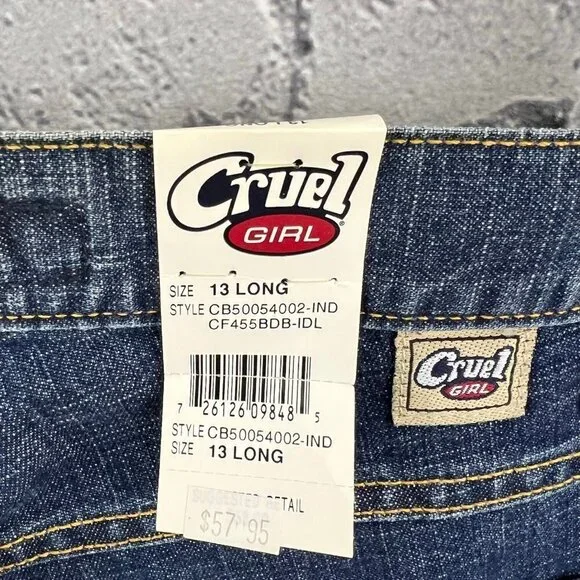 Cruel
GIRL
SIZE 13 LONG
STYLE CB50054002-IND
CF455BDB-IDL
7 26126 09848 5
STYLE CB50054002-IND
SIZE 13 LONG
SUGGESTED RETAIL
$57.95
Cruel
GIRL